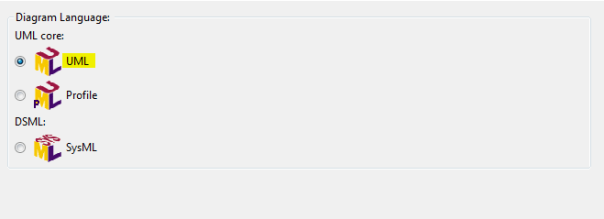 Diagram Language:
UML core:
UML
Profile
DSML:
SysML